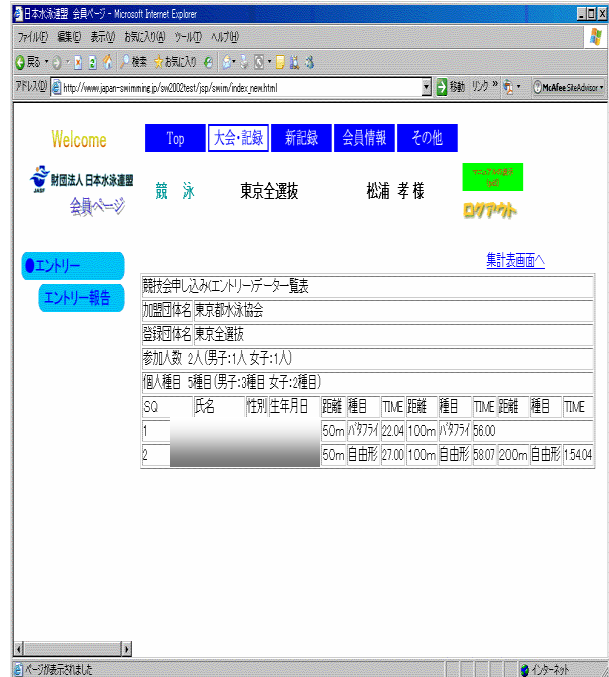 日本水泳連盟 会員ページ - Microsoft Internet Explorer
ファイル(F) 編集(E) 表示(V) お気に入り(A) ツール(T) ヘルプ(H)
戻る 検索 お気に入り
アドレス(D) http://www.japan-swimming.jp/sw2002test/jsp/swim/index_new.html 移動 リンク » McAfee SiteAdvisor
Welcome Top 大会・記録 新記録 会員情報 その他
財団法人 日本水泳連盟
JASF
会員ページ
競 泳 東京全選抜 松浦 孝 様
ログアウト
集計表画面へ
●エントリー
エントリー報告
競技会申し込み(エントリー)データ一覧表
加盟団体名 東京都水泳協会
登録団体名 東京全選抜
参加人数 2人(男子:1人 女子:1人)
個人種目 5種目(男子:3種目 女子:2種目)
SQ 氏名 性別 生年月日 距離 種目 TIME 距離 種目 TIME 距離 種目 TIME
1 50m バタフライ 22.04 100m バタフライ 56.00
2 50m 自由形 27.00 100m 自由形 58.07 200m 自由形 1:54.04
ページが表示されました インターネット